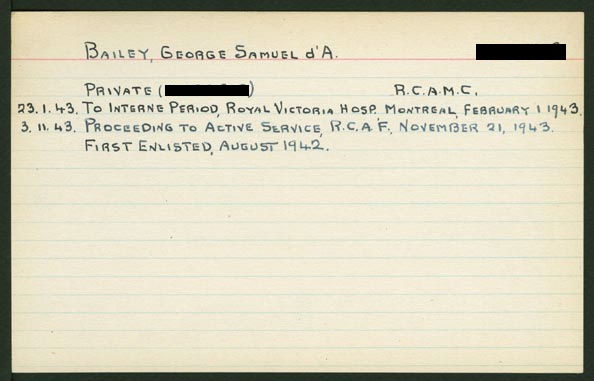 BAILEY, GEORGE SAMUEL d'A.
PRIVATE ( ) R.C.A.M.C.
23.1.43. TO INTERNE PERIOD, ROYAL VICTORIA HOSP. MONTREAL, FEBRUARY 1 1943.
3.11.43. PROCEEDING TO ACTIVE SERVICE, R.C.A.F., NOVEMBER 21, 1943.
FIRST ENLISTED, AUGUST 1942.